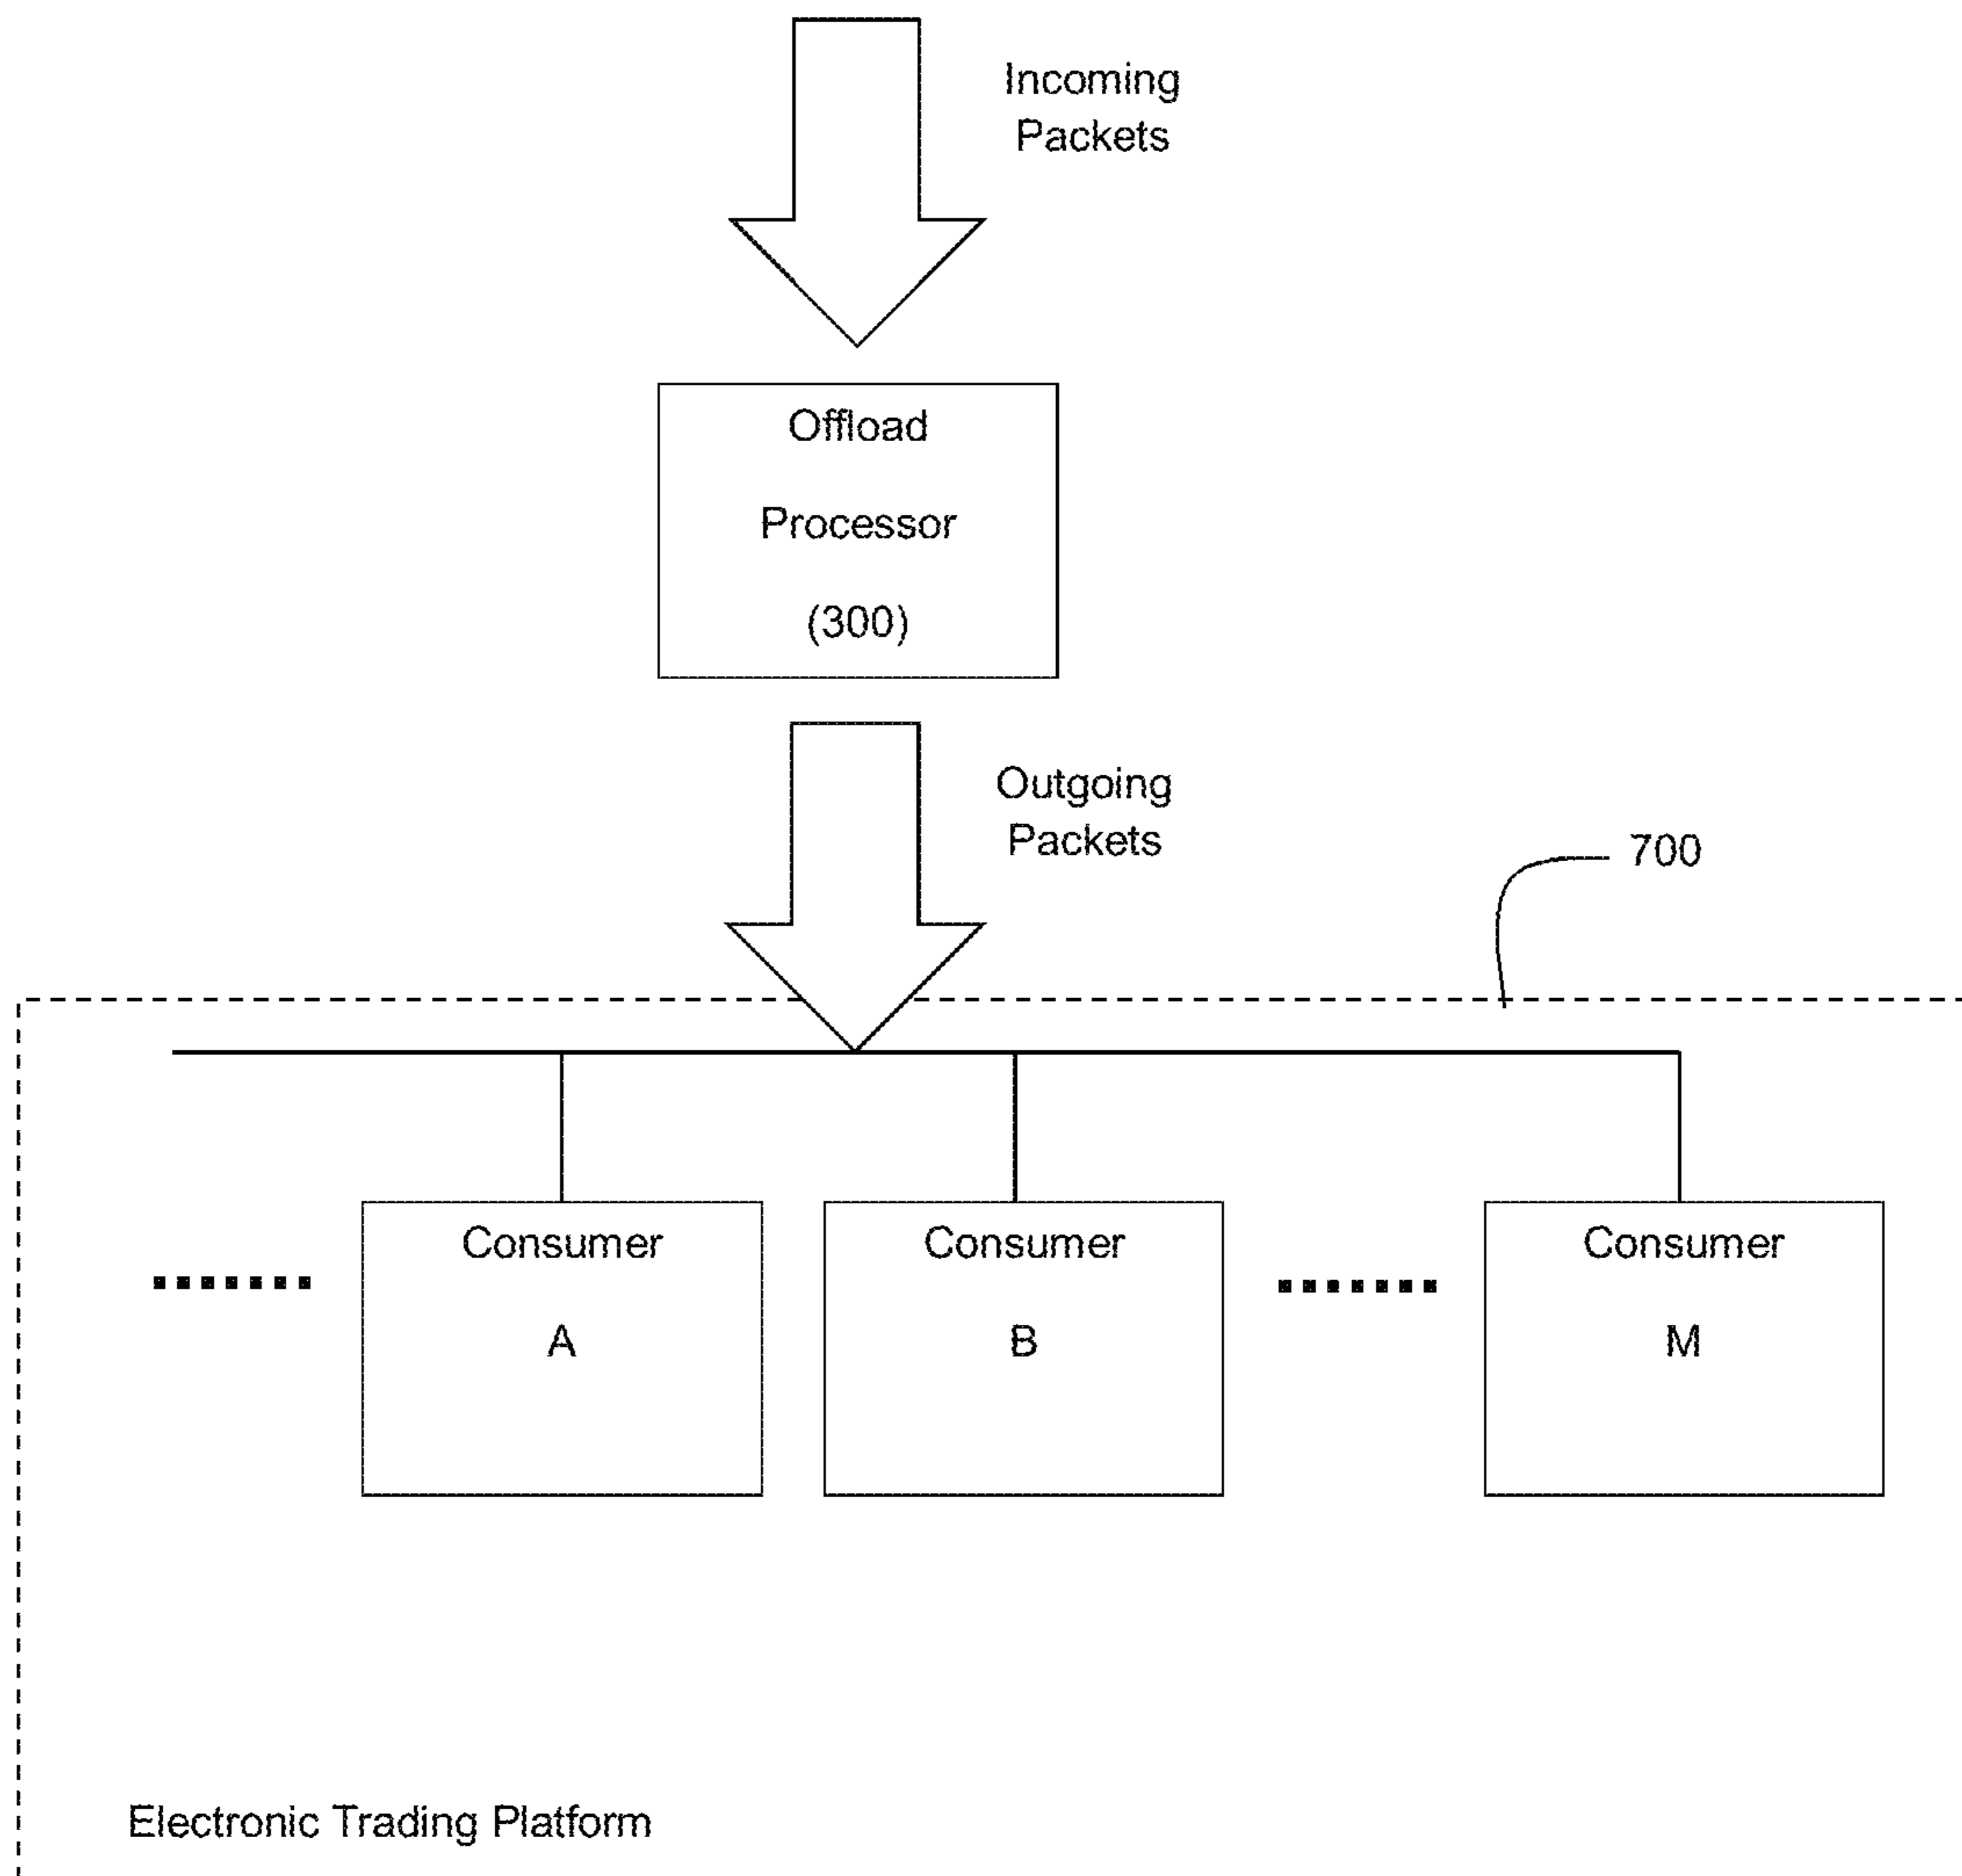 Incoming
Packets
Offload
Processor
(300)
Outgoing
Packets
700
Consumer
A
Consumer
B
Consumer
M
Electronic Trading Platform